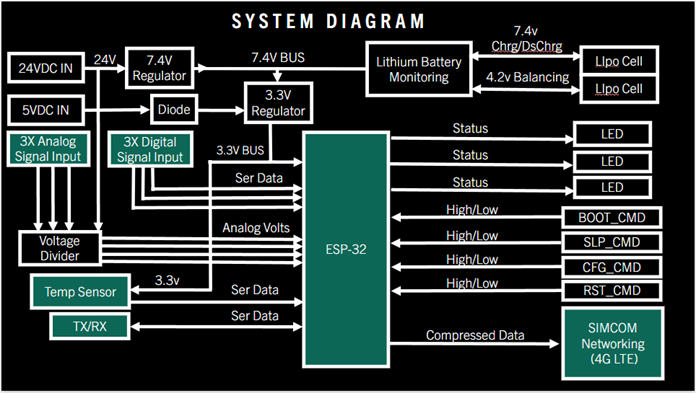 SYSTEM DIAGRAM
24VDC IN
24V
7.4V
Regulator
7.4V BUS
Lithium Battery
Monitoring
7.4v
Chrg/DsChrg
4.2v Balancing
LIpo Cell
LIpo Cell
5VDC IN
Diode
3.3V
Regulator
3X Analog
Signal Input
3X Digital
Signal Input
3.3V BUS
Ser Data
Analog Volts
Voltage
Divider
Temp Sensor
3.3v
Ser Data
TX/RX
Ser Data
ESP-32
Status
LED
Status
LED
Status
LED
High/Low
BOOT_CMD
High/Low
SLP_CMD
High/Low
CFG_CMD
High/Low
RST_CMD
Compressed Data
SIMCOM
Networking
(4G LTE)